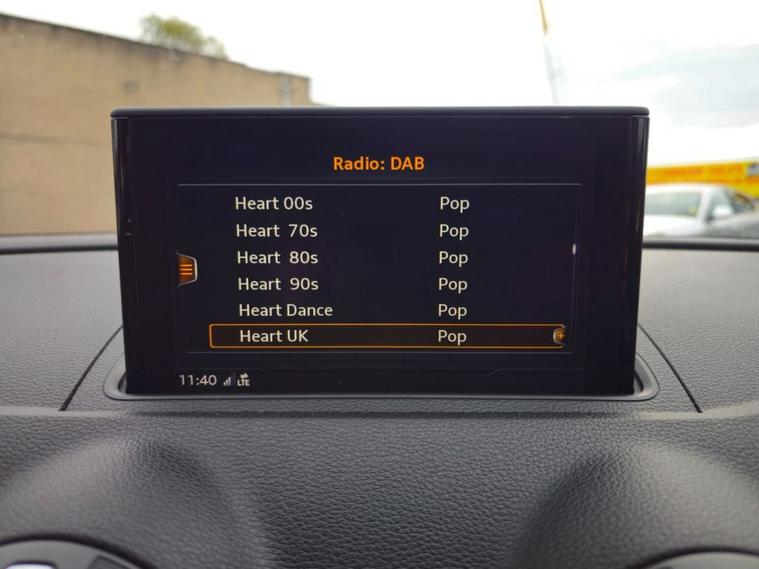 Radio: DAB
Heart 00s Pop
Heart 70s Pop
Heart 80s Pop
Heart 90s Pop
Heart Dance Pop
Heart UK Pop
11:40 LTE